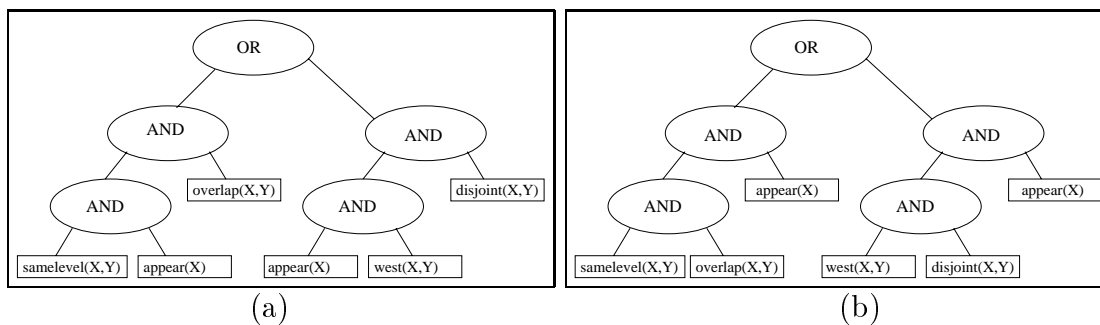 OR
AND
AND
overlap(X,Y)
disjoint(X,Y)
AND
AND
samelevel(X,Y)
appear(X)
appear(X)
west(X,Y)
(a)
OR
AND
AND
appear(X)
appear(X)
AND
AND
samelevel(X,Y)
overlap(X,Y)
west(X,Y)
disjoint(X,Y)
(b)